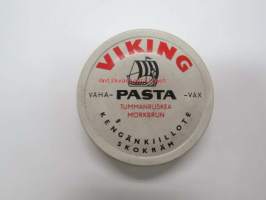 VIKING
VAHA- PASTA -VAX
TUMMANRUSKEA
MÖRKBRUN
KENGÄNKIILLOTE
SKOKRÄM